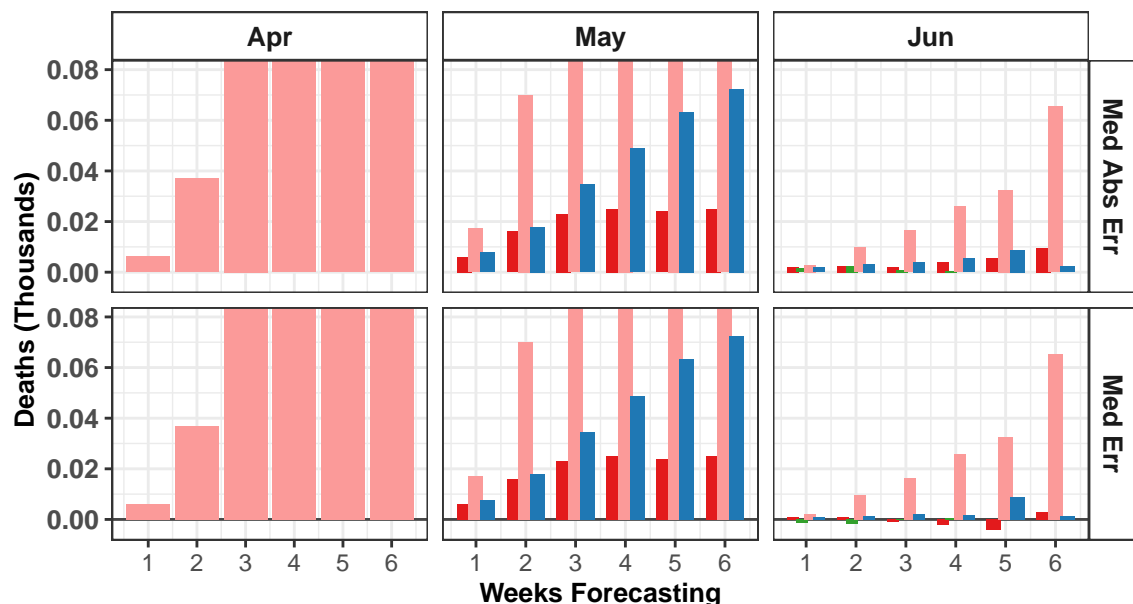 Apr May Jun
0.08
0.06
0.04
0.02
0.00
Med Abs Err
0.08
0.06
0.04
0.02
0.00
Med Err
Deaths (Thousands)
1 2 3 4 5 6 1 2 3 4 5 6 1 2 3 4 5 6
Weeks Forecasting